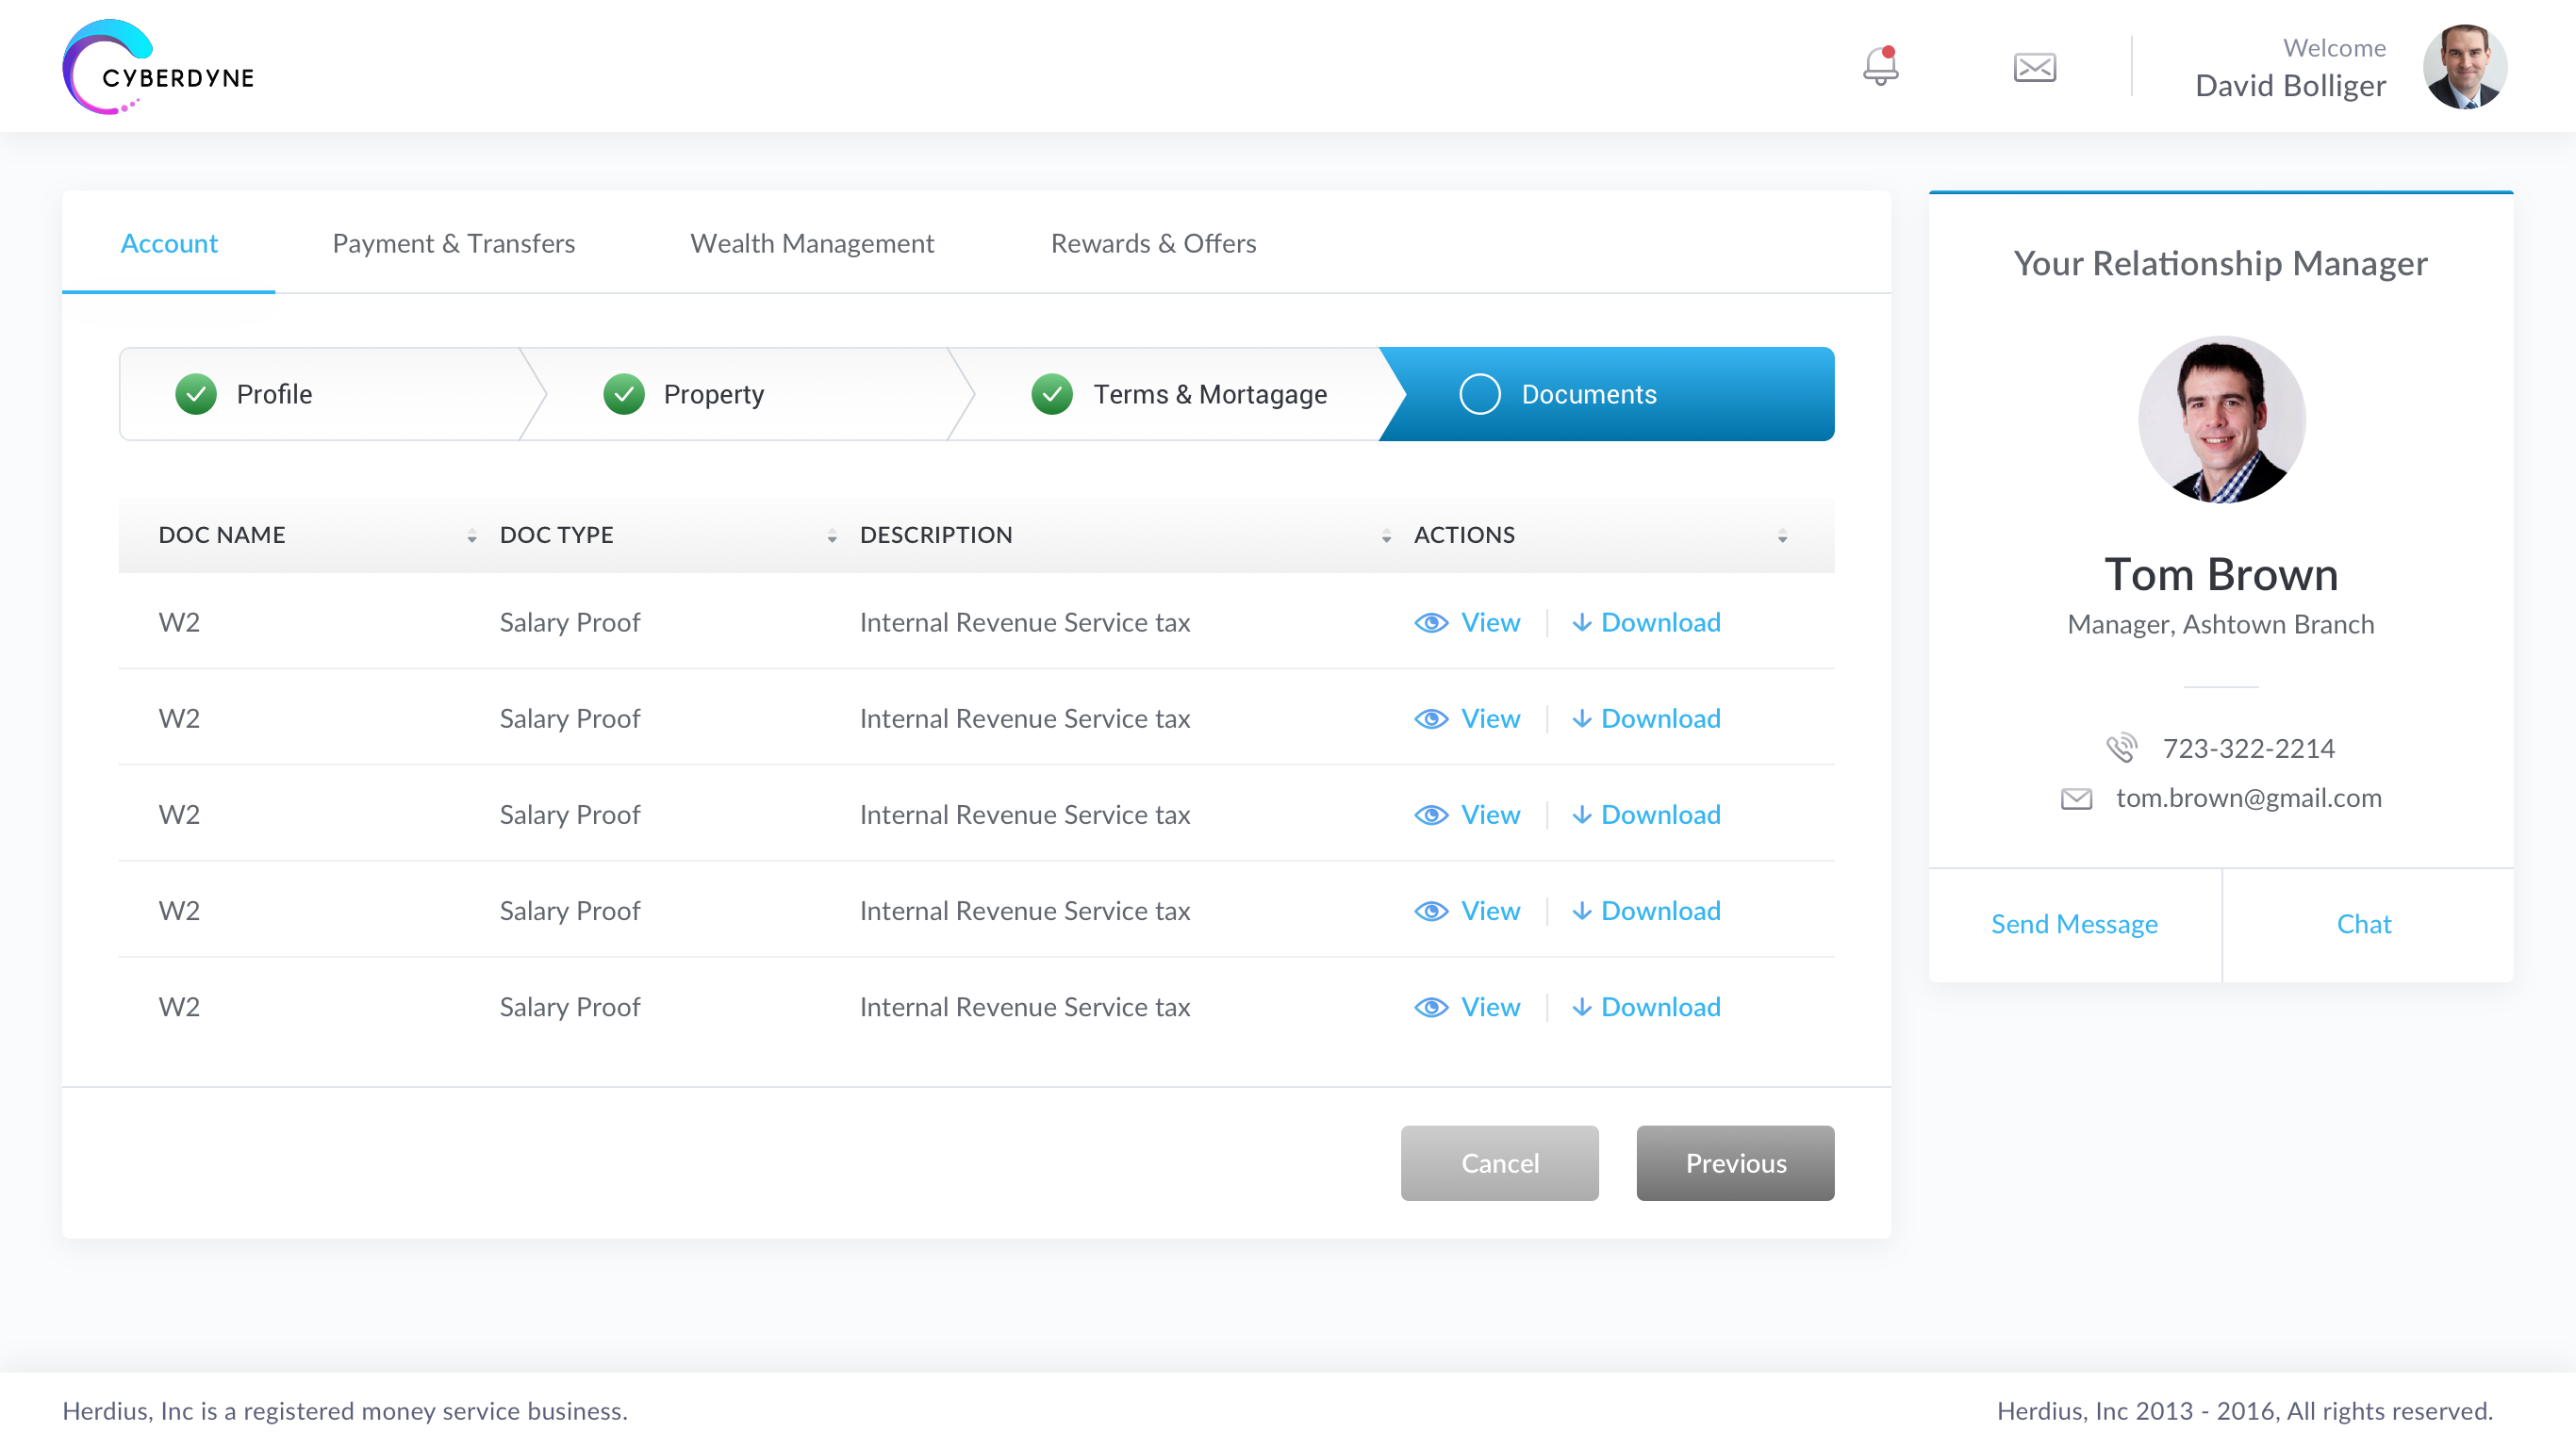 CYBERDYNE
Welcome
David Bolliger
Account Payment & Transfers Wealth Management Rewards & Offers
Profile Property Terms & Mortagage Documents
DOC NAME DOC TYPE DESCRIPTION ACTIONS
W2 Salary Proof Internal Revenue Service tax View Download
W2 Salary Proof Internal Revenue Service tax View Download
W2 Salary Proof Internal Revenue Service tax View Download
W2 Salary Proof Internal Revenue Service tax View Download
W2 Salary Proof Internal Revenue Service tax View Download
Cancel Previous
Your Relationship Manager
Tom Brown
Manager, Ashtown Branch
723-322-2214
tom.brown@gmail.com
Send Message Chat
Herdius, Inc is a registered money service business.
Herdius, Inc 2013 - 2016, All rights reserved.